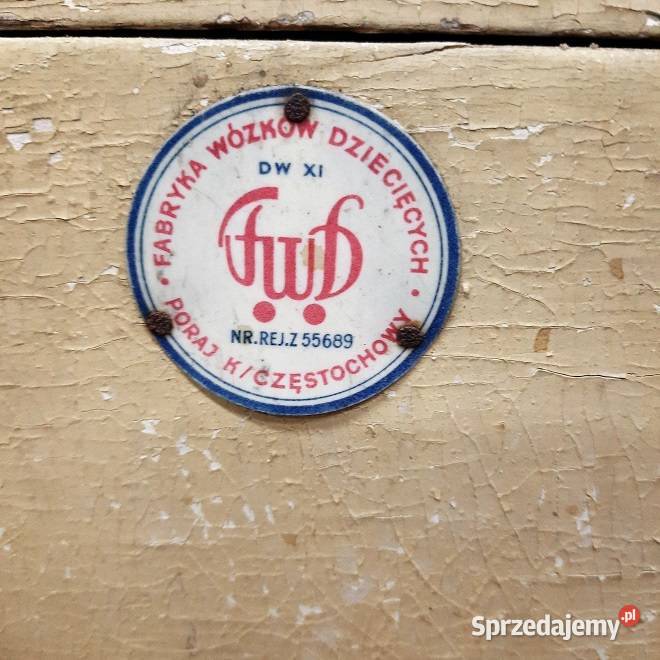 FABRYKA WÓZKÓW DZIECIĘCYCH
DW XI
FWD
NR.REJ.Z 55689
• PORAJ K/CZĘSTOCHOWY •
Sprzedajemy.pl